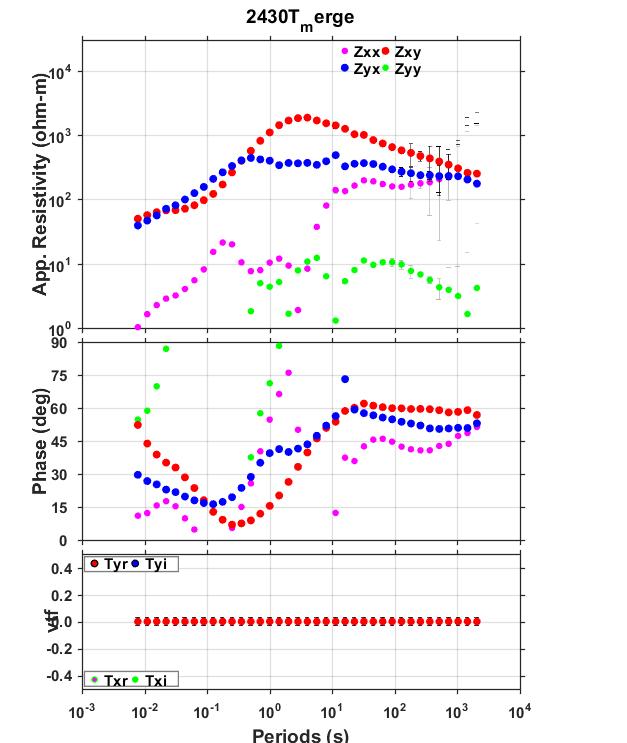 2430T_merge
Zxx Zxy
Zyx Zyy
App. Resistivity (ohm-m)
10^4
10^3
10^2
10^1
10^0
Phase (deg)
90
75
60
45
30
15
0
Tyr Tyi
vtf
0.4
0.2
0.0
-0.2
-0.4
Txr Txi
10^-3 10^-2 10^-1 10^0 10^1 10^2 10^3 10^4
Periods (s)